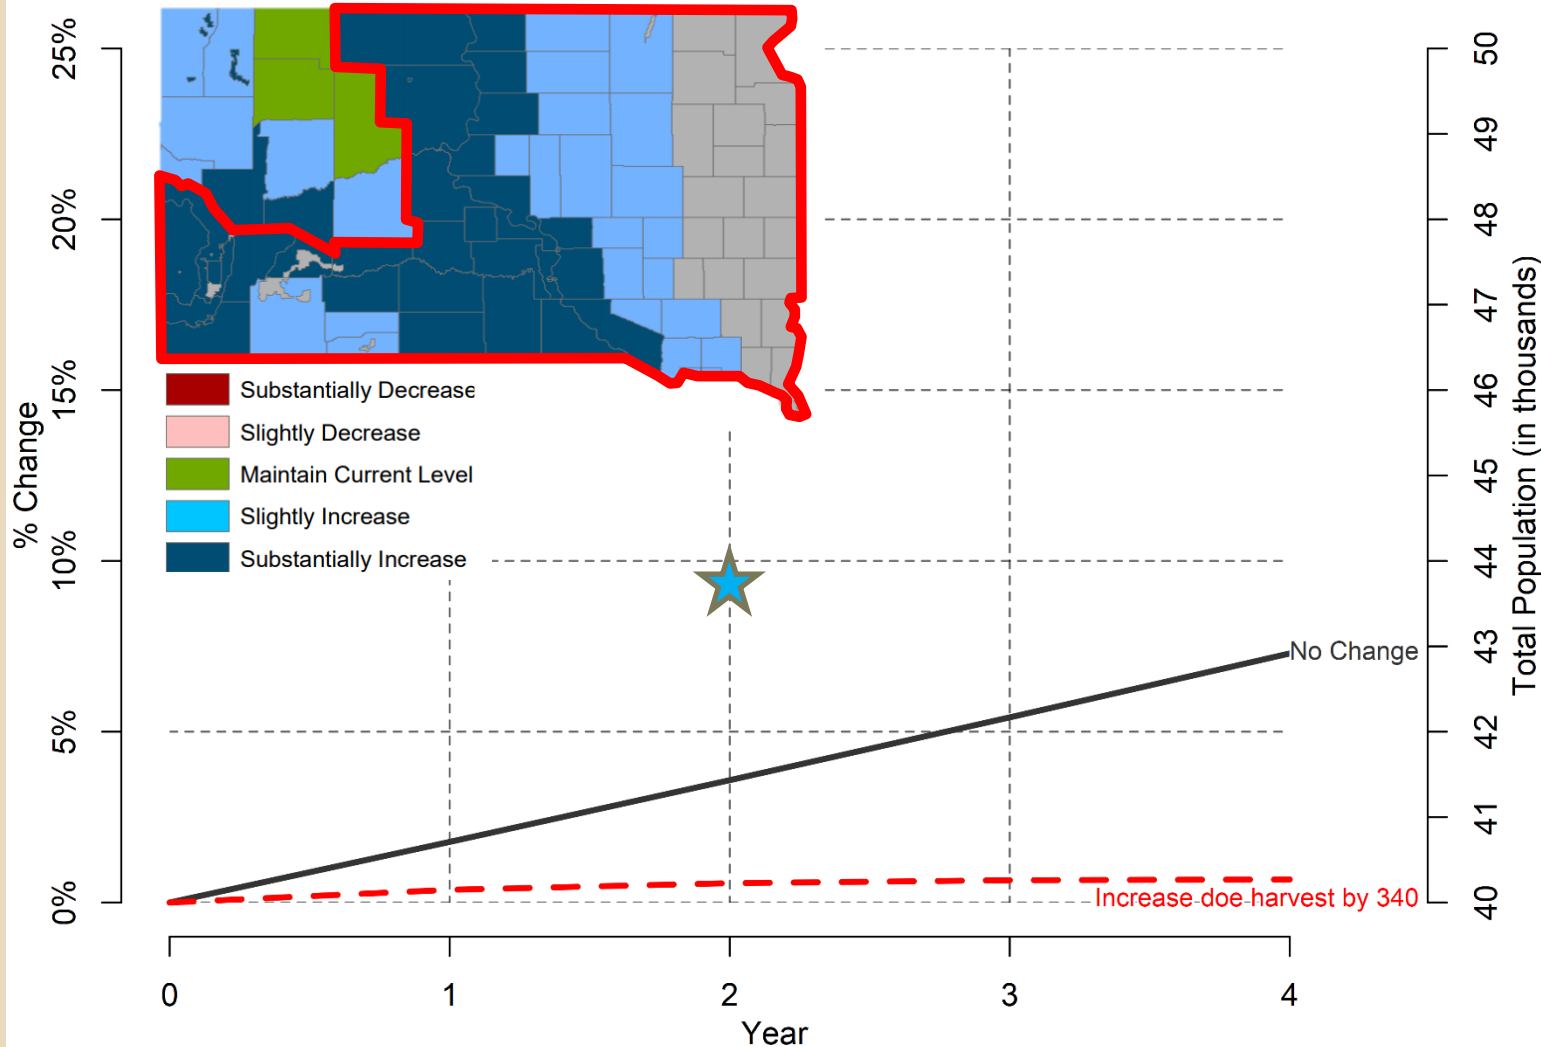 % Change
25%
20%
15%
10%
5%
0%
Substantially Decrease
Slightly Decrease
Maintain Current Level
Slightly Increase
Substantially Increase
No Change
Increase doe harvest by 340
50
49
48
47
46
45
44
43
42
41
40
Total Population (in thousands)
0 1 2 3 4
Year